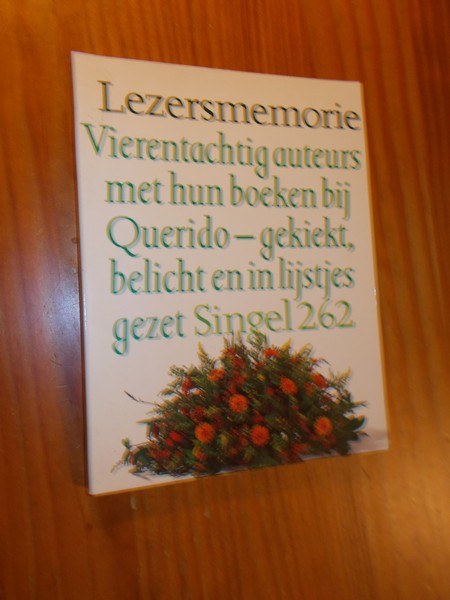 Lezersmemorie
Vierentachtig auteurs
met hun boeken bij
Querido – gekiekt,
belicht en in lijstjes
gezet Singel 262